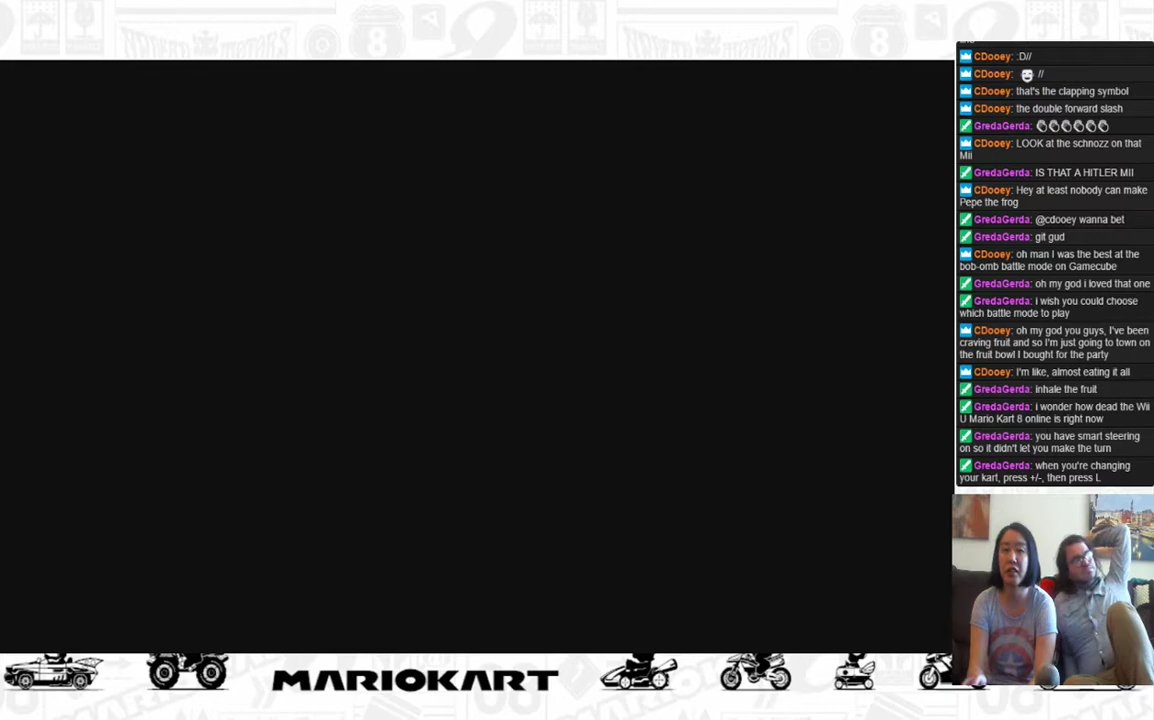 CDooey: :D//
CDooey: //
CDooey: that's the clapping symbol
CDooey: the double forward slash
GredaGerda:
CDooey: LOOK at the schnozz on that
Mii
GredaGerda: IS THAT A HITLER MII
CDooey: Hey at least nobody can make
Pepe the frog
GredaGerda: @cdooey wanna bet
GredaGerda: git gud
CDooey: oh man I was the best at the
bob-omb battle mode on Gamecube
GredaGerda: oh my god i loved that one
GredaGerda: i wish you could choose
which battle mode to play
CDooey: oh my god you guys, I've been
craving fruit and so I'm just going to town on
the fruit bowl I bought for the party
CDooey: I'm like, almost eating it all
GredaGerda: inhale the fruit
GredaGerda: i wonder how dead the Wii
U Mario Kart 8 online is right now
GredaGerda: you have smart steering
on so it didn't let you make the turn
GredaGerda: when you're changing
your kart, press +/-, then press L
MARIOKART